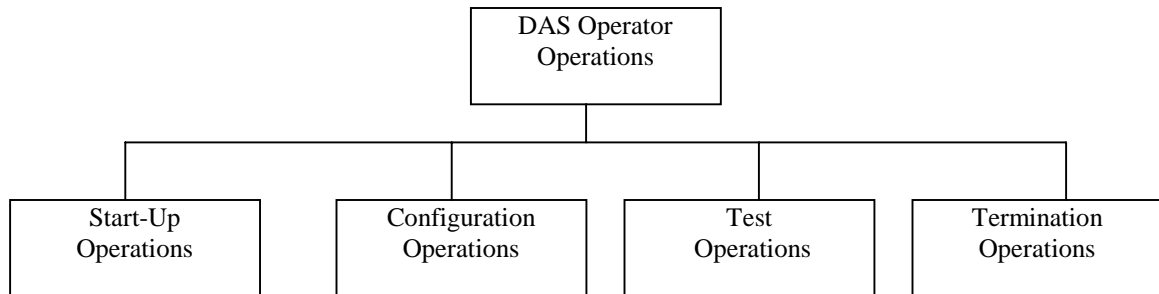 DAS Operator
Operations
Start-Up
Operations
Configuration
Operations
Test
Operations
Termination
Operations